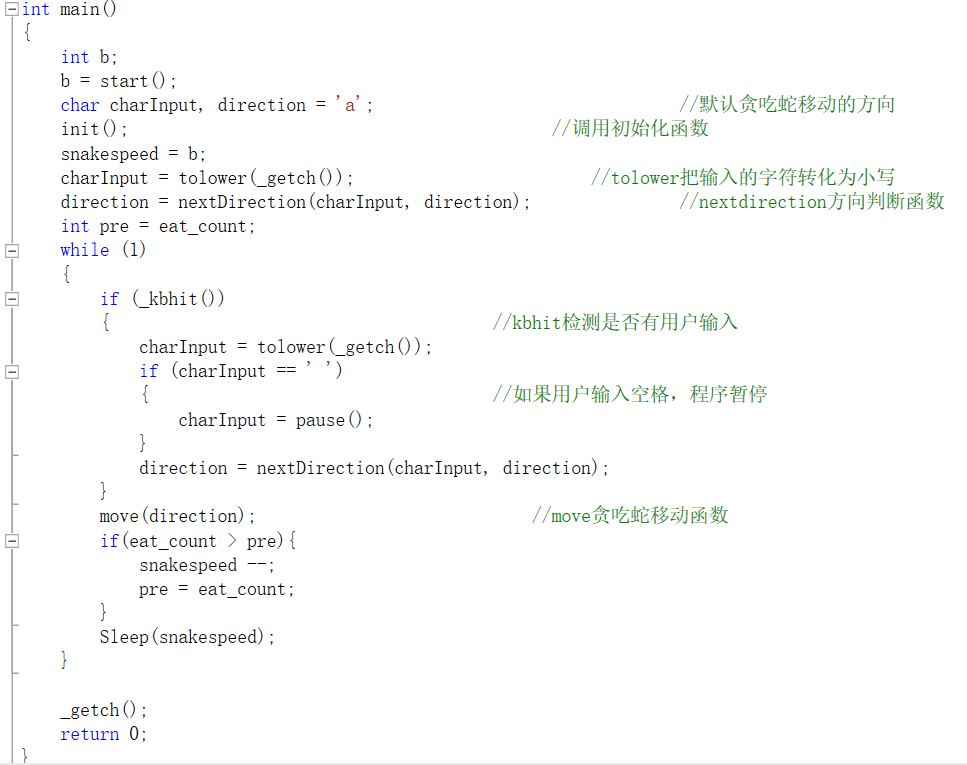 int main()
{
    int b;
    b = start();
    char charInput, direction = 'a'; //默认贪吃蛇移动的方向
    init(); //调用初始化函数
    snakespeed = b;
    charInput = tolower(_getch()); //tolower把输入的字符转化为小写
    direction = nextDirection(charInput, direction); //nextdirection方向判断函数
    int pre = eat_count;
    while (1)
    {
        if (_kbhit())
        { //kbhit检测是否有用户输入
            charInput = tolower(_getch());
            if (charInput == ' ')
            { //如果用户输入空格，程序暂停
                charInput = pause();
            }
            direction = nextDirection(charInput, direction);
        }
        move(direction); //move贪吃蛇移动函数
        if(eat_count > pre){
            snakespeed --;
            pre = eat_count;
        }
        Sleep(snakespeed);
    }
    _getch();
    return 0;
}